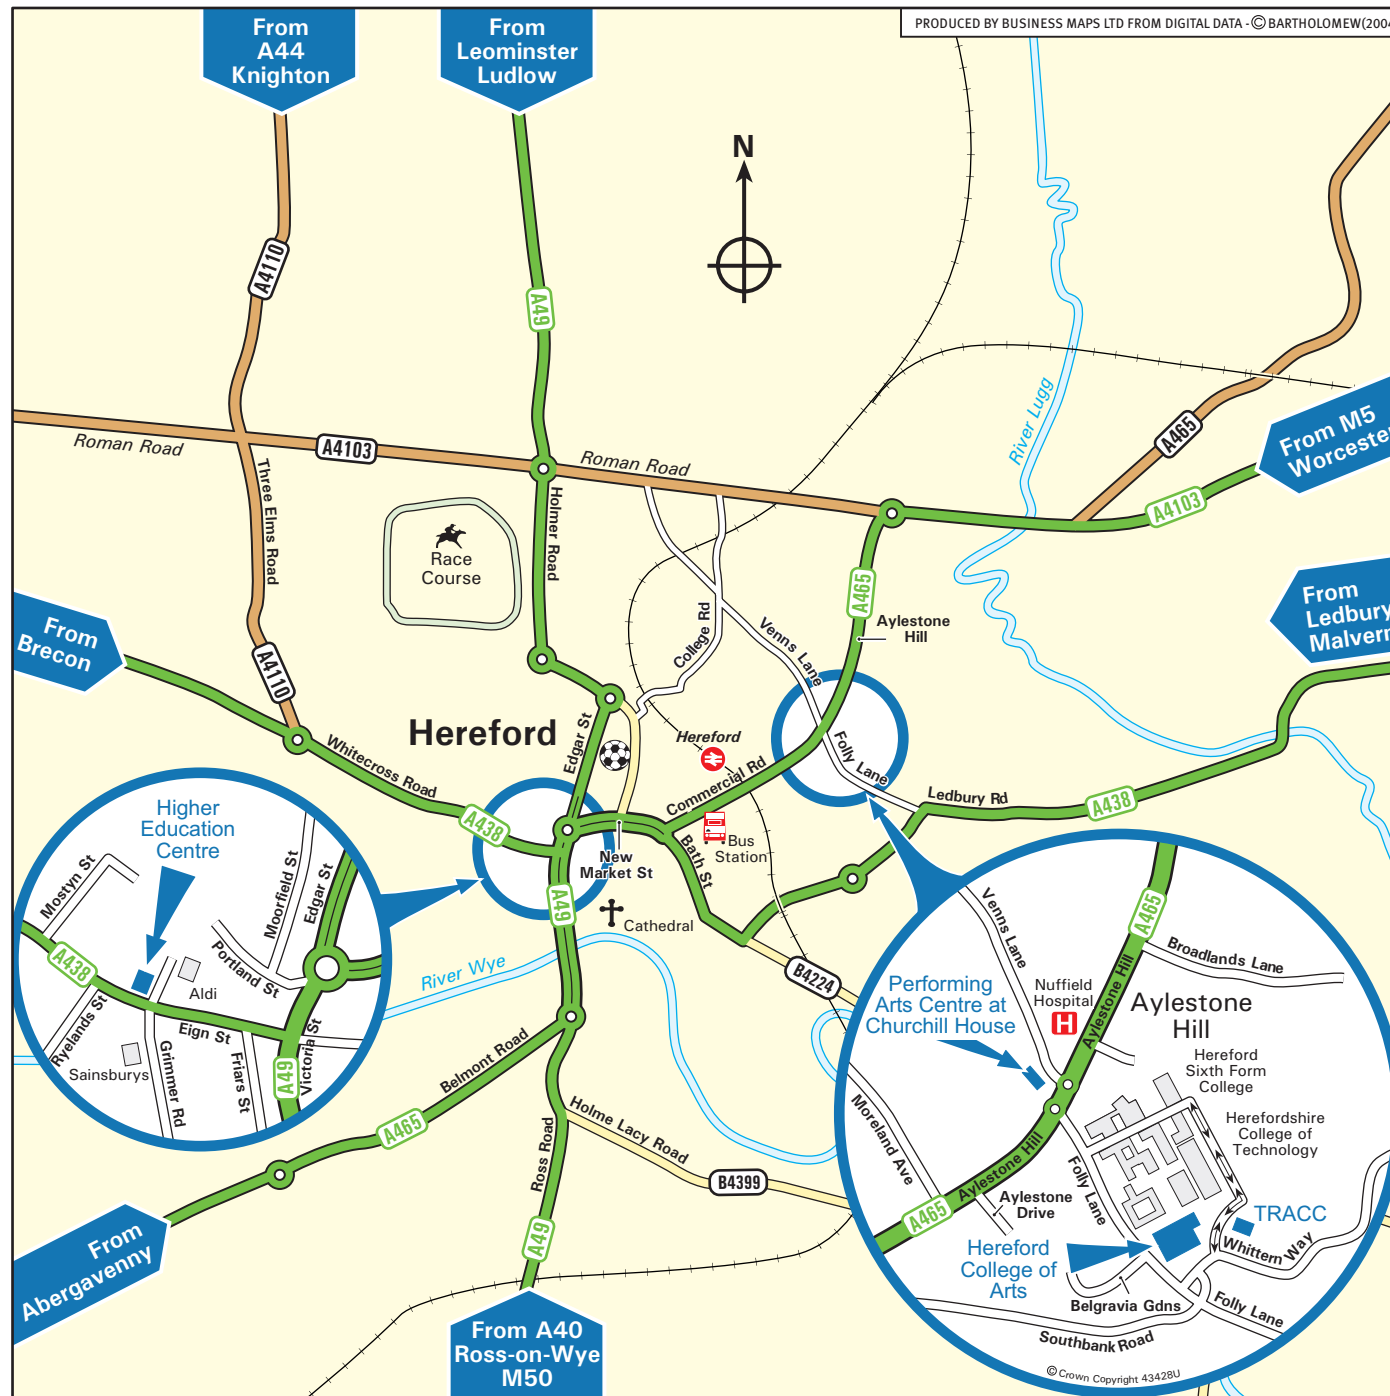 PRODUCED BY BUSINESS MAPS LTD FROM DIGITAL DATA - © BARTHOLOMEW(2004
From
A44
Knighton
From
Leominster
Ludlow
N
A4110
A49
River Lugg
A465
From M5
Worcester
A4103
Roman Road
A4103
Roman Road
Three Elms Road
Holmer Road
Race
Course
A465
Aylestone
Hill
College Rd
Venns Lane
From
Ledbury
Malvern
From
Brecon
A4110
Hereford
Edgar St
Hereford
Folly Lane
Whitecross Road
Commercial Rd
Ledbury Rd
A438
A438
New
Market St
Bath St
Bus
Station
A49
Cathedral
River Wye
B4224
Higher
Education
Centre
Mostyn St
Moorfield St
Edgar St
Portland St
A438
Aldi
Ryelands St
Eign St
Sainsburys
Grimmer Rd
Friars St
A49
Victoria St
Belmont Road
A465
Holme Lacy Road
Ross Road
B4399
A49
From
Abergavenny
From A40
Ross-on-Wye
M50
Venns Lane
A465
Broadlands Lane
Performing
Arts Centre at
Churchill House
Nuffield
Hospital
H
Aylestone Hill
Aylestone
Hill
Hereford
Sixth Form
College
Herefordshire
College of
Technology
Moreland Ave
Aylestone Hill
Folly Lane
A465
Aylestone
Drive
TRACC
Whittern Way
Hereford
College of
Arts
Belgravia Gdns
Folly Lane
Southbank Road
© Crown Copyright 43428U